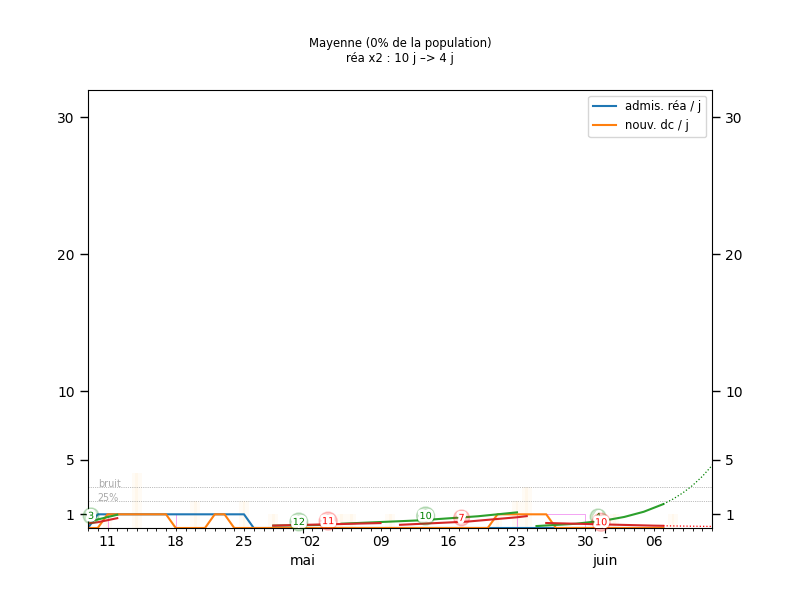 Mayenne (0% de la population)
réa x2 : 10 j –> 4 j
admis. réa / j
nouv. dc / j
30 30
20 20
10 10
5 5
bruit
25%
1 1
3 12 11 10 7 10
11 18 25 02 09 16 23 30 06
mai juin